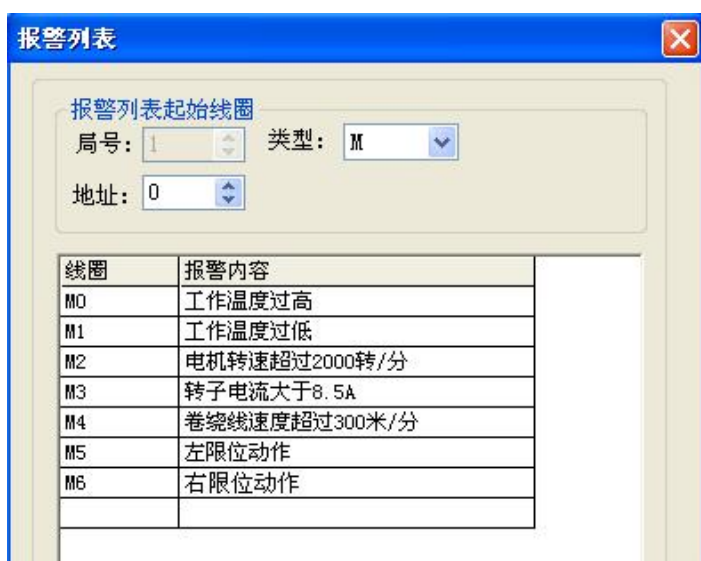 报警列表
报警列表起始线圈
局号: 1 类型: M
地址: 0
线圈 报警内容
M0 工作温度过高
M1 工作温度过低
M2 电机转速超过2000转/分
M3 转子电流大于8.5A
M4 卷绕线速度超过300米/分
M5 左限位动作
M6 右限位动作